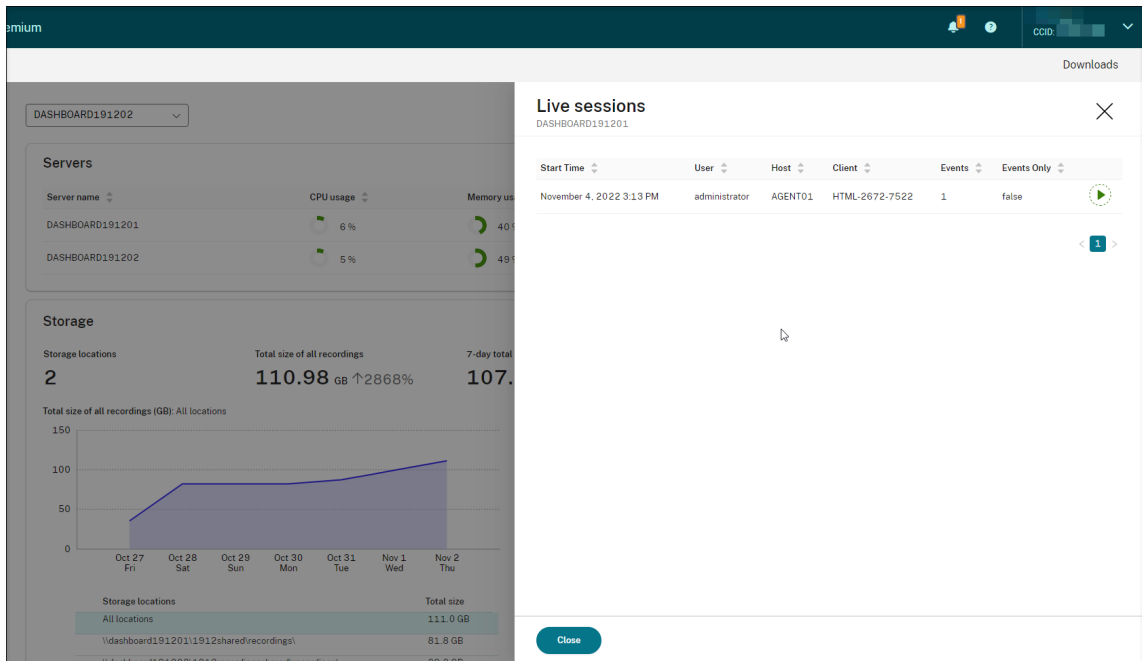 emium
1
?
CCID:
Downloads
DASHBOARD191202
Servers
Server name CPU usage Memory us
DASHBOARD191201 6 % 40 %
DASHBOARD191202 5 % 49 %
Storage
Storage locations Total size of all recordings 7-day total
2 110.98 GB ↑2868% 107.
Total size of all recordings (GB): All locations
150
100
50
0
Oct 27 Oct 28 Oct 29 Oct 30 Oct 31 Nov 1 Nov 2
Fri Sat Sun Mon Tue Wed Thu
Storage locations Total size
All locations 111.0 GB
\\dashboard191201\1912shared\recordings\ 81.8 GB
Live sessions
DASHBOARD191201
Start Time User Host Client Events Events Only
November 4, 2022 3:13 PM administrator AGENT01 HTML-2672-7522 1 false
< 1 >
Close